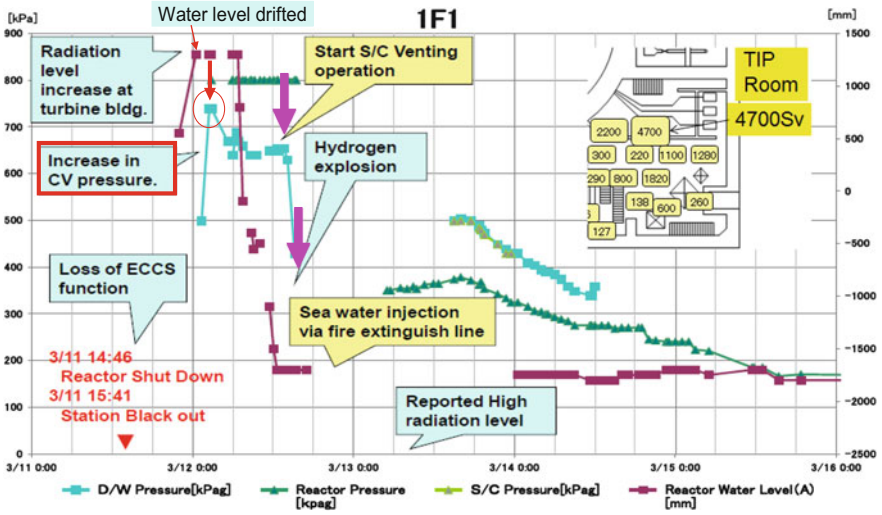 Water level drifted
1F1
[kPa]
[mm]
900
800
700
600
500
400
300
200
100
0
1500
1000
500
0
-500
-1000
-1500
-2000
-2500
Radiation
level
increase at
turbine bldg.
Start S/C Venting
operation
TIP
Room
4700Sv
2200
4700
300
220
1100
1280
290
800
1820
138
600
260
127
Increase in
CV pressure.
Hydrogen
explosion
Loss of ECCS
function
Sea water injection
via fire extinguish line
3/11 14:46
Reactor Shut Down
3/11 15:41
Station Black out
Reported High
radiation level
3/11 0:00
3/12 0:00
3/13 0:00
3/14 0:00
3/15 0:00
3/16 0:00
D/W Pressure[kPag]
Reactor Pressure
[kpag]
S/C Pressure[kPag]
Reactor Water Level(A)
[mm]